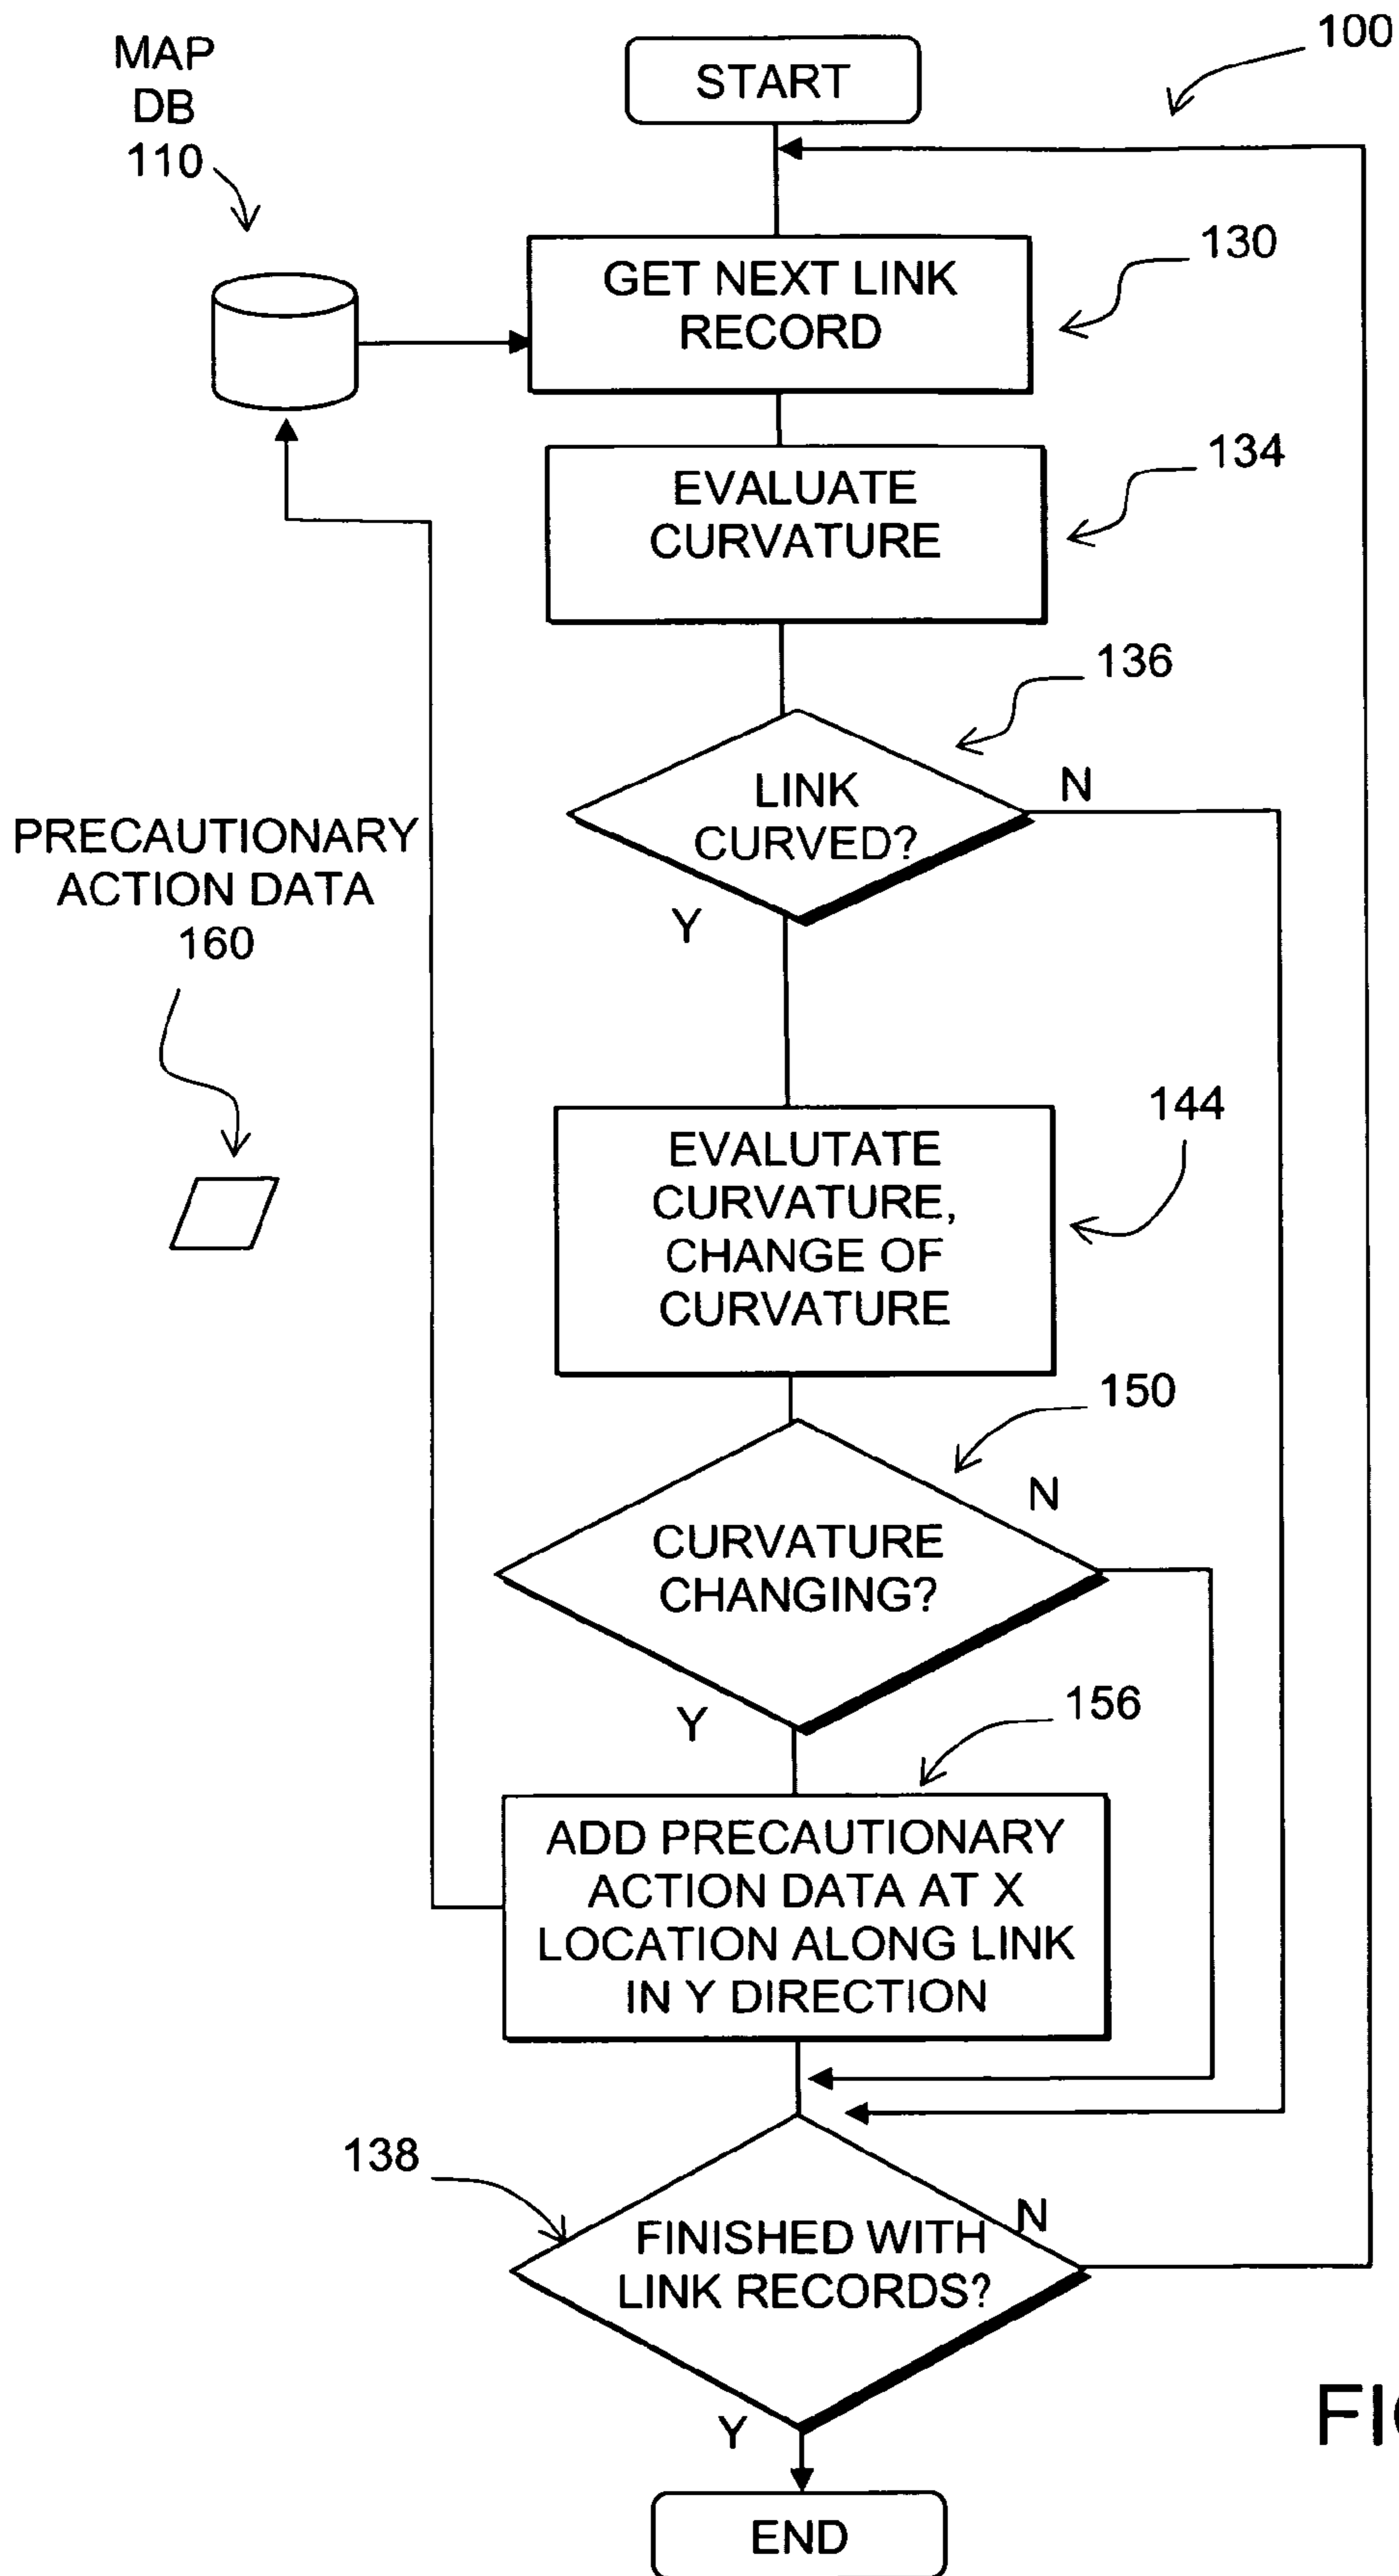 MAP
DB
110
START
100
GET NEXT LINK
RECORD
130
EVALUATE
CURVATURE
134
136
LINK
CURVED?
N
Y
PRECAUTIONARY
ACTION DATA
160
EVALUTATE
CURVATURE,
CHANGE OF
CURVATURE
144
150
CURVATURE
CHANGING?
N
Y
156
ADD PRECAUTIONARY
ACTION DATA AT X
LOCATION ALONG LINK
IN Y DIRECTION
138
FINISHED WITH
LINK RECORDS?
N
Y
END